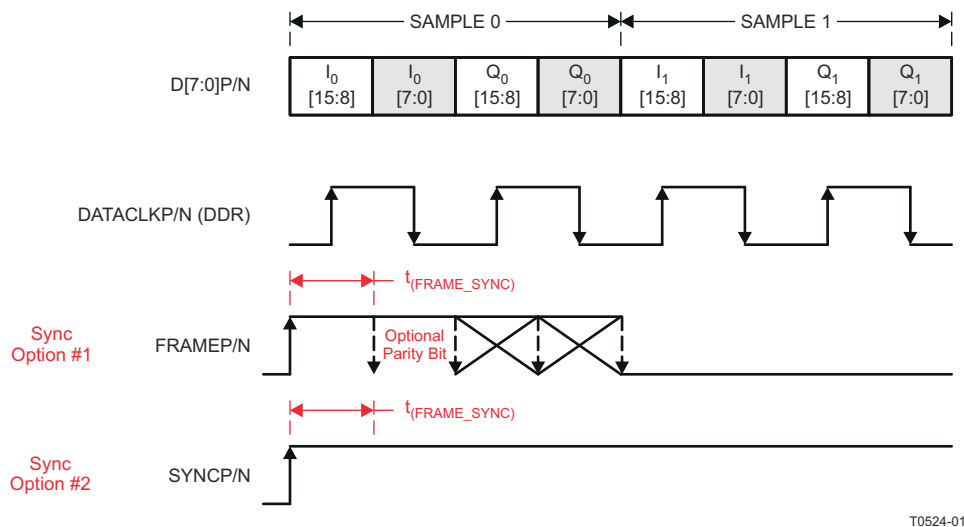 SAMPLE 0
SAMPLE 1
D[7:0]P/N
I0 [15:8]
I0 [7:0]
Q0 [15:8]
Q0 [7:0]
I1 [15:8]
I1 [7:0]
Q1 [15:8]
Q1 [7:0]
DATACLKP/N (DDR)
t(FRAME_SYNC)
Sync
Option #1
FRAMEP/N
Optional
Parity Bit
t(FRAME_SYNC)
Sync
Option #2
SYNCP/N
T0524-01